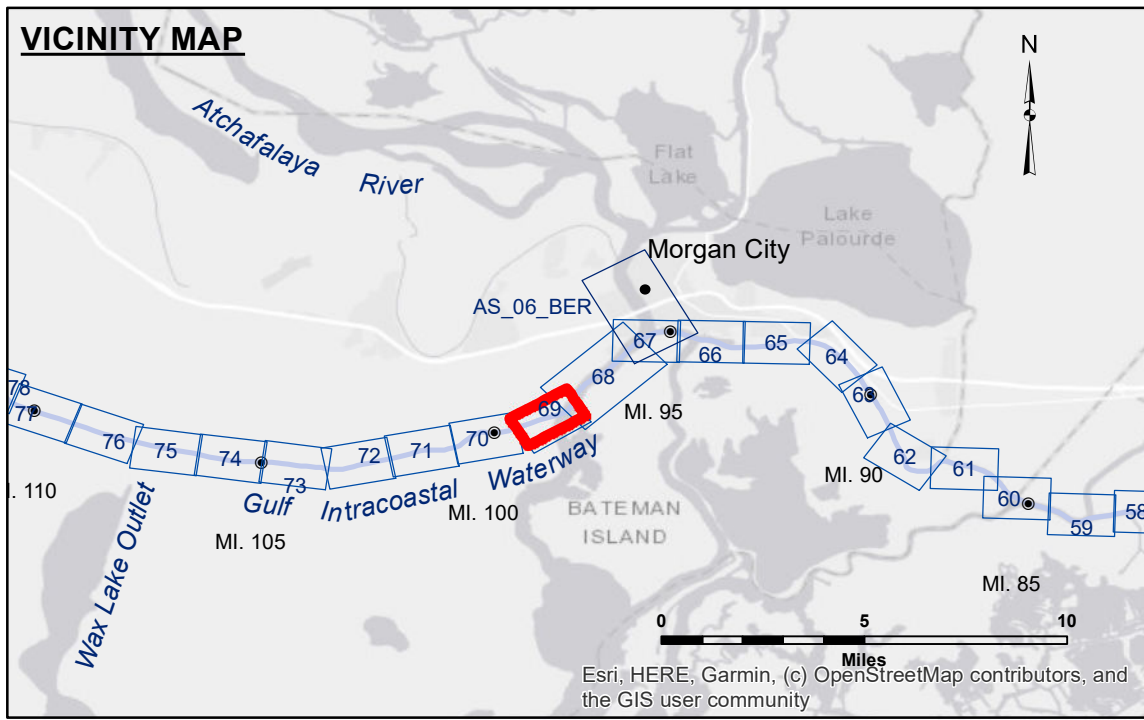 VICINITY MAP
N
Atchafalaya
River
Flat
Lake
Lake
Palourde
Morgan City
AS_06_BER
67
66
65
64
68
63
78
77
69
MI. 95
76
75
74
73
72
71
70
62
61
60
59
58
Gulf
Intracoastal
Waterway
MI. 90
MI. 110
MI. 105
MI. 100
BATEMAN
ISLAND
Wax Lake Outlet
MI. 85
0
5
10
Miles
Esri, HERE, Garmin, (c) OpenStreetMap contributors, and
the GIS user community